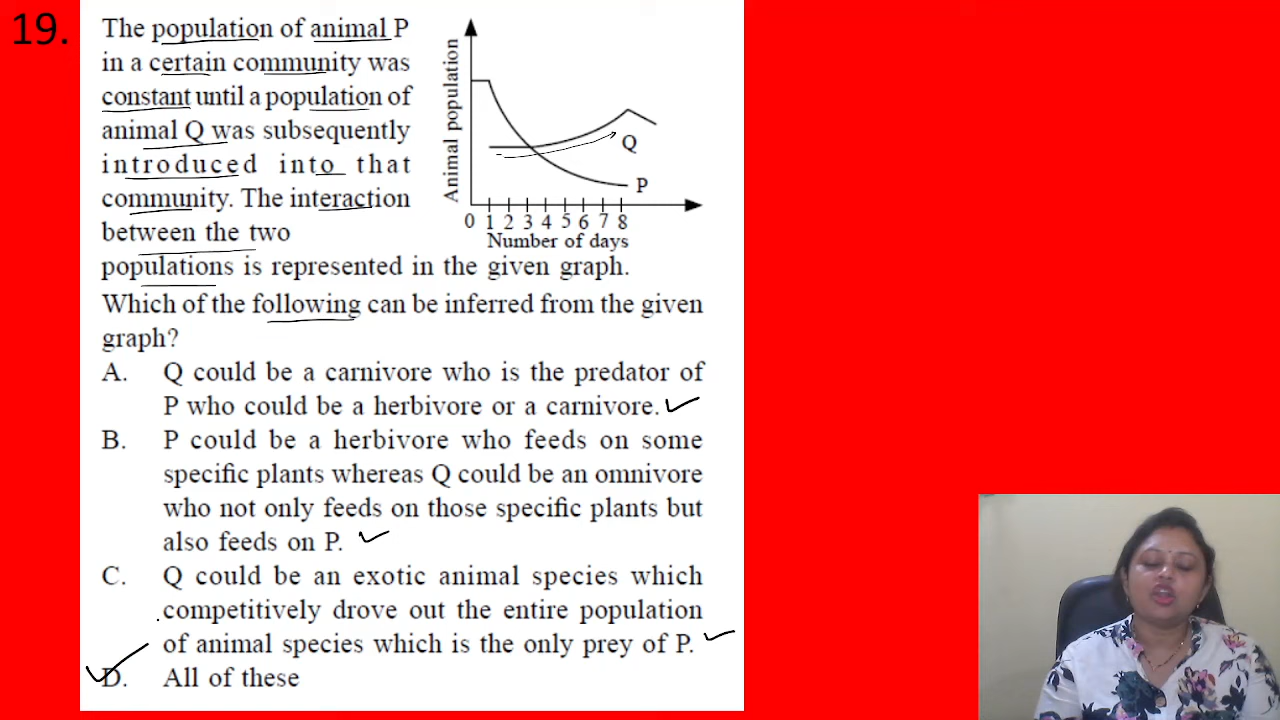 19.
The population of animal P
in a certain community was
constant until a population of
animal Q was subsequently
introduced into that
community. The interaction
between the two
populations is represented in the given graph.
Animal population
Q
P
0 1 2 3 4 5 6 7 8
Number of days
Which of the following can be inferred from the given
graph?
A. Q could be a carnivore who is the predator of
P who could be a herbivore or a carnivore.
B. P could be a herbivore who feeds on some
specific plants whereas Q could be an omnivore
who not only feeds on those specific plants but
also feeds on P.
C. Q could be an exotic animal species which
competitively drove out the entire population
of animal species which is the only prey of P.
D. All of these